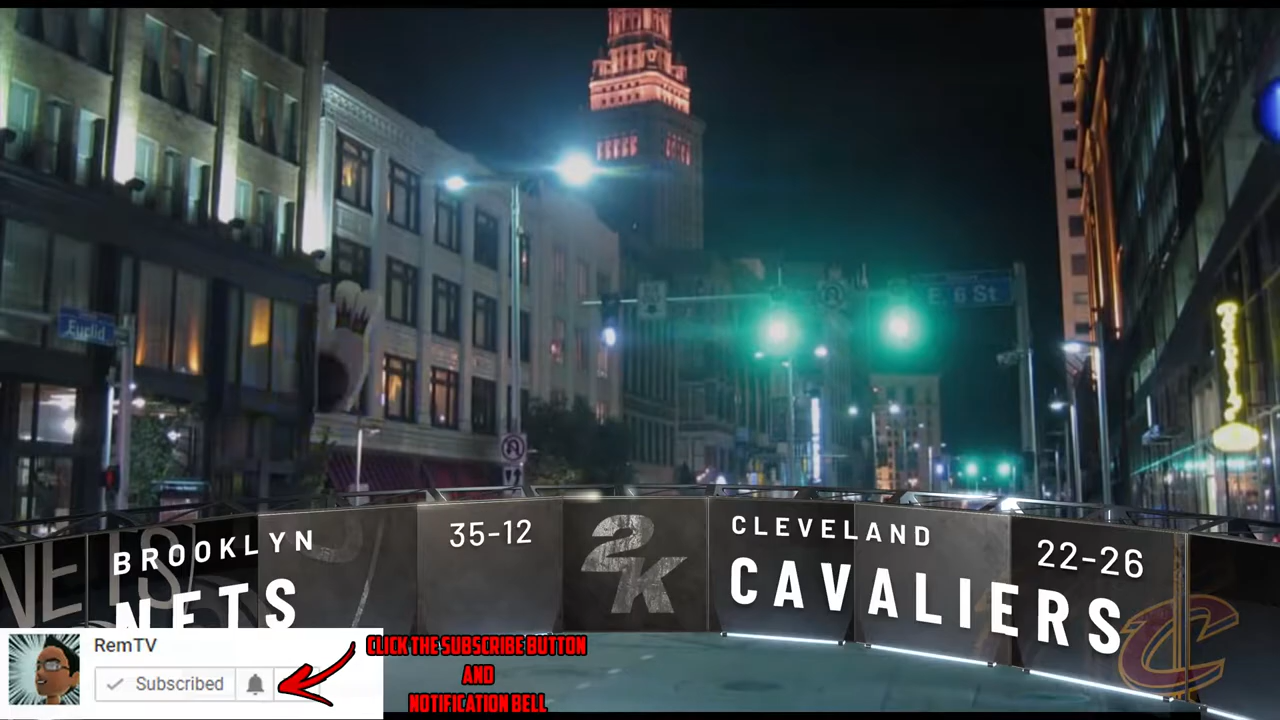 E. 6 St
Euclid
BROOKLYN
NETS
35-12
2K
CLEVELAND
CAVALIERS
22-26
NETS
C
RemTV
Subscribed
CLICK THE SUBSCRIBE BUTTON
AND
NOTIFICATION BELL